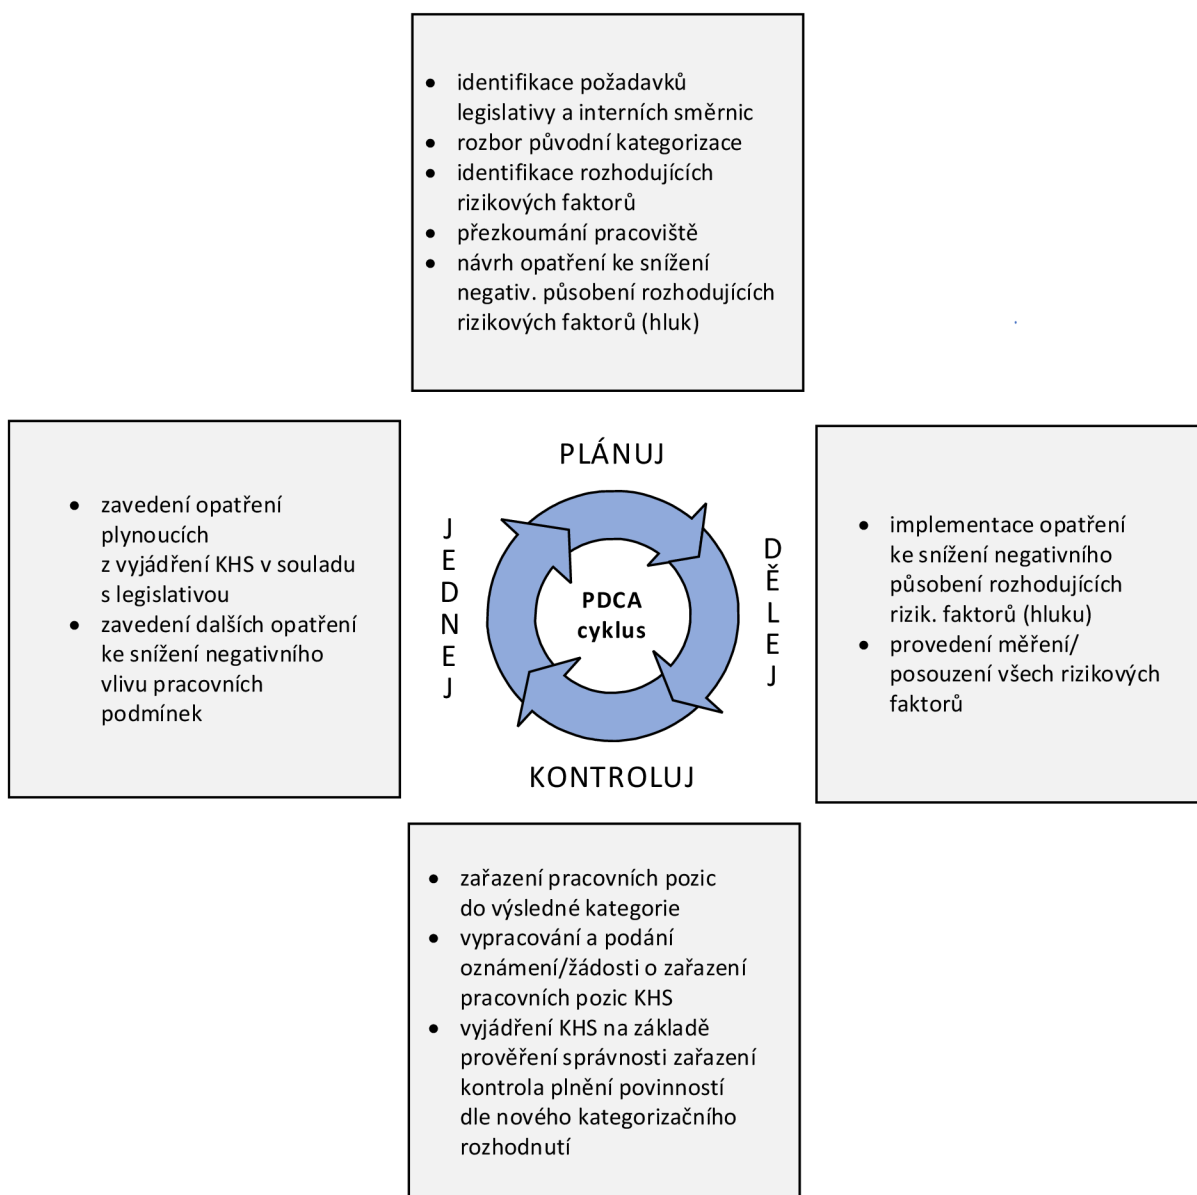 • identifikace požadavků
legislativy a interních směrnic
• rozbor původní kategorizace
• identifikace rozhodujících
rizikových faktorů
• přezkoumání pracoviště
• návrh opatření ke snížení
negativ. působení rozhodujících
rizikových faktorů (hluk)
PLÁNUJ
• zavedení opatření
plynoucích
z vyjádření KHS v souladu
s legislativou
• zavedení dalších opatření
ke snížení negativního
vlivu pracovních
podmínek
JEDNEJ
PDCA
cyklus
DĚLEJ
• implementace opatření
ke snížení negativního
působení rozhodujících
rizik. faktorů (hluku)
• provedení měření/
posouzení všech rizikových
faktorů
KONTROLUJ
• zařazení pracovních pozic
do výsledné kategorie
• vypracování a podání
oznámení/žádosti o zařazení
pracovních pozic KHS
• vyjádření KHS na základě
prověření správnosti zařazení
kontrola plnění povinností
dle nového kategorizačního
rozhodnutí